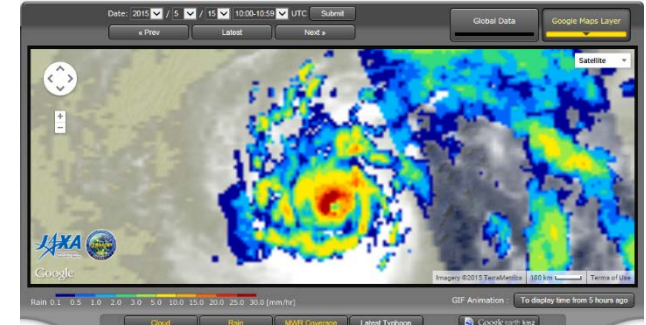 Date: 2015 / 5 / 15 10:00-10:59 UTC Submit
« Prev Latest Next »
Global Data Google Maps Layer
Satellite
+
−
JAXA
Google
Imagery ©2015 TerraMetrics 100 km Terms of Use
Rain 0.1 0.5 1.0 2.0 3.0 5.0 10.0 15.0 20.0 25.0 30.0 [mm/hr]
GIF Animation : To display time from 5 hours ago
Cloud Rain MWR Coverage Latest Typhoon Google earth kmz